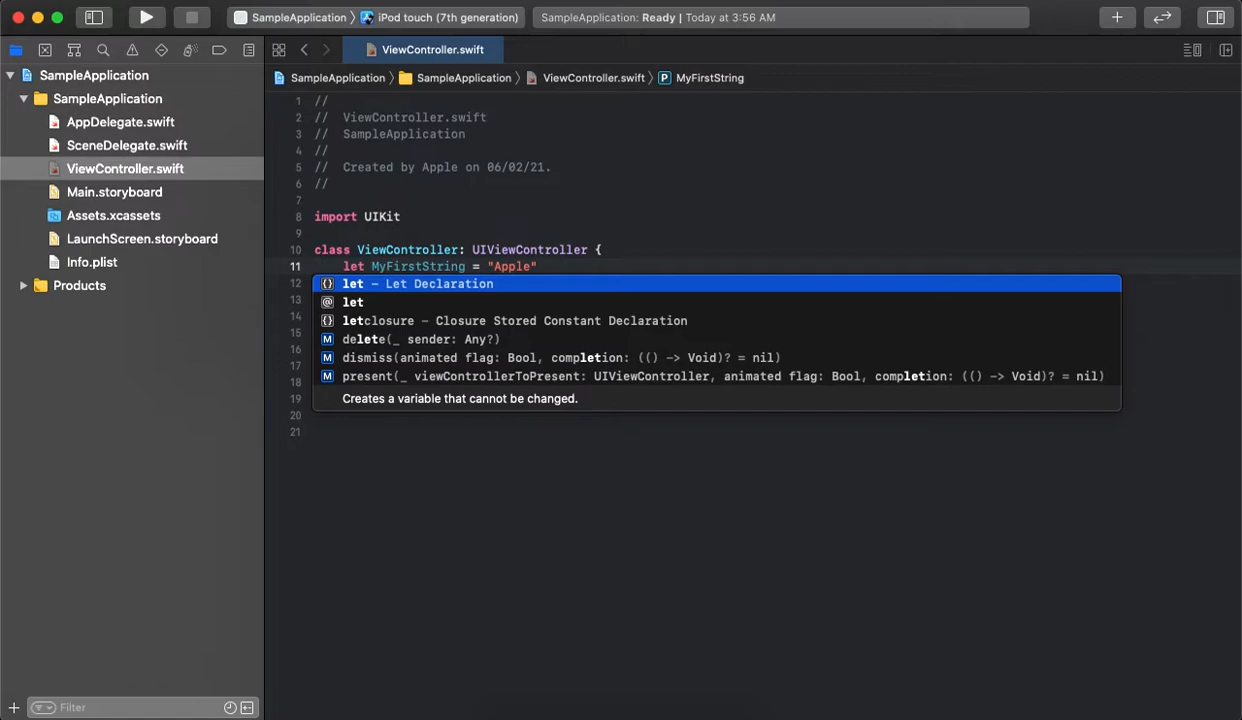 SampleApplication 〉 iPod touch (7th generation)
SampleApplication: Ready | Today at 3:56 AM
ViewController.swift
SampleApplication
SampleApplication
AppDelegate.swift
SceneDelegate.swift
ViewController.swift
Main.storyboard
Assets.xcassets
LaunchScreen.storyboard
Info.plist
Products
Filter
SampleApplication 〉 SampleApplication 〉 ViewController.swift 〉 P MyFirstString
1 //
2 //  ViewController.swift
3 //  SampleApplication
4 //
5 //  Created by Apple on 06/02/21.
6 //
7
8 import UIKit
9
10 class ViewController: UIViewController {
11     let MyFirstString = "Apple"
12 {} let – Let Declaration
13 @ let
14 {} letclosure – Closure Stored Constant Declaration
15 M delete(_ sender: Any?)
16 M dismiss(animated flag: Bool, completion: (() -> Void)? = nil)
17
18 M present(_ viewControllerToPresent: UIViewController, animated flag: Bool, completion: (() -> Void)? = nil)
19 Creates a variable that cannot be changed.
20
21